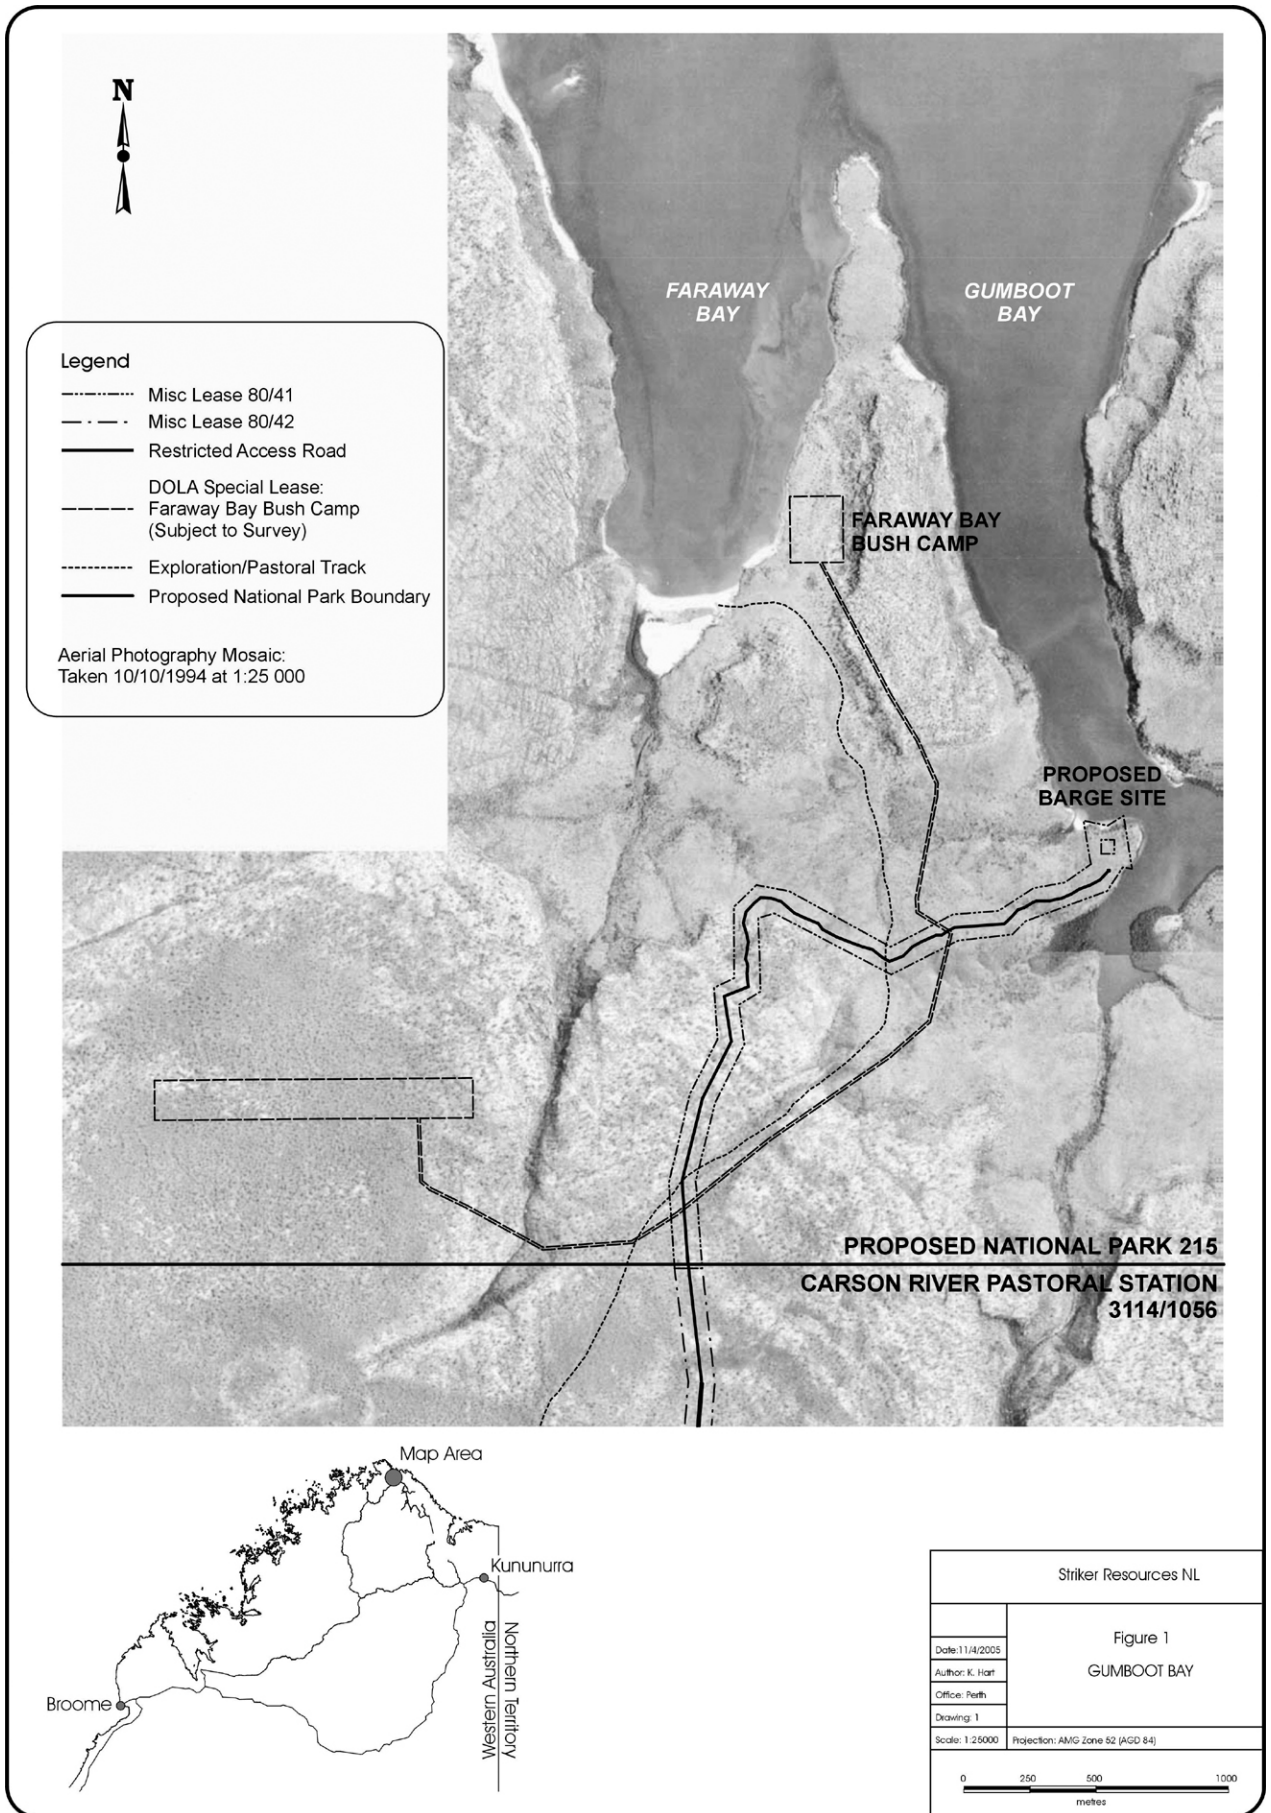 N
FARAWAY
BAY
GUMBOOT
BAY
Legend
Misc Lease 80/41
Misc Lease 80/42
Restricted Access Road
DOLA Special Lease:
Faraway Bay Bush Camp
(Subject to Survey)
Exploration/Pastoral Track
Proposed National Park Boundary
Aerial Photography Mosaic:
Taken 10/10/1994 at 1:25 000
FARAWAY BAY
BUSH CAMP
PROPOSED
BARGE SITE
PROPOSED NATIONAL PARK 215
CARSON RIVER PASTORAL STATION
3114/1056
Map Area
Kununurra
Northern Territory
Western Australia
Broome
Striker Resources NL
Figure 1
GUMBOOT BAY
Date:11/4/2005
Author: K. Hart
Office: Perth
Drawing: 1
Scale: 1:25000
Projection: AMG Zone 52 (AGD 84)
0 250 500 1000
metres